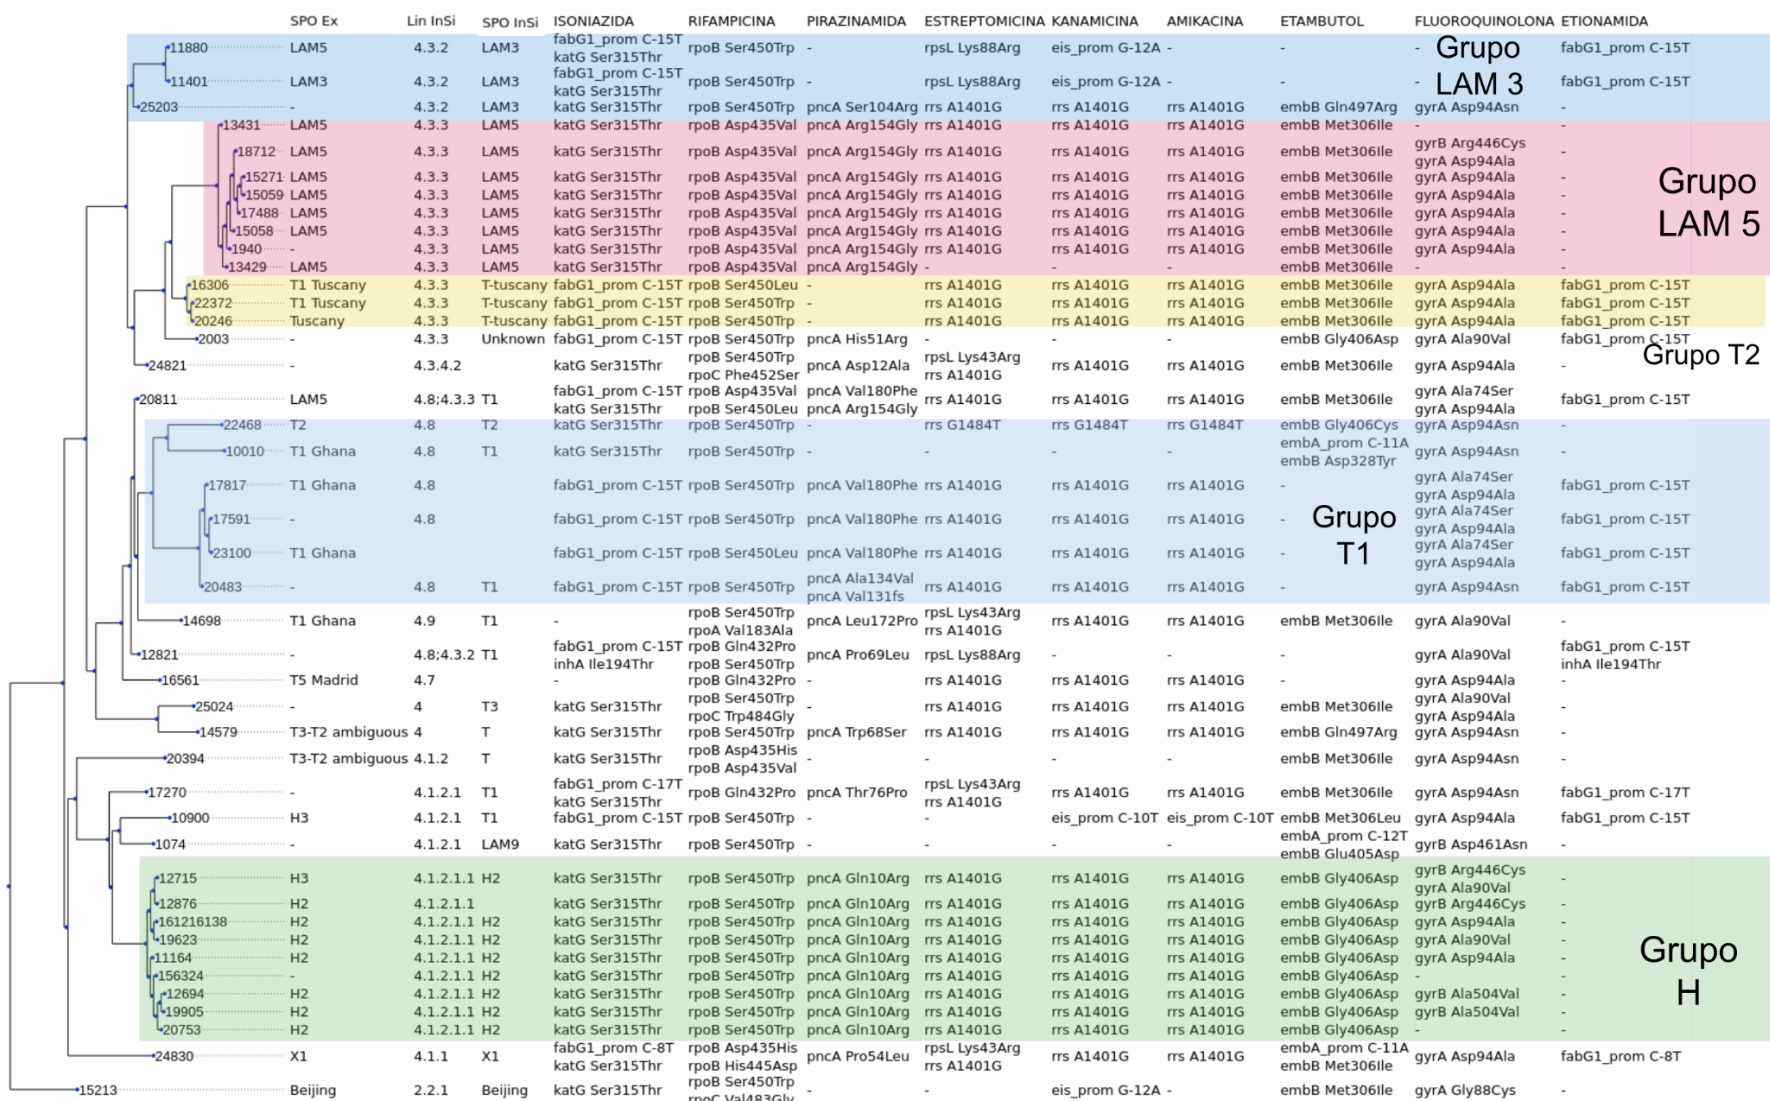 SPO Ex Lin InSi SPO InSi ISONIAZIDA RIFAMPICINA PIRAZINAMIDA ESTREPTOMICINA KANAMICINA AMIKACINA ETAMBUTOL FLUOROQUINOLONA ETIONAMIDA
11880 LAM5 4.3.2 LAM3 fabG1_prom C-15T katG Ser315Thr rpoB Ser450Trp - rpsL Lys88Arg eis_prom G-12A - - - fabG1_prom C-15T
Grupo LAM 3
11401 LAM3 4.3.2 LAM3 fabG1_prom C-15T katG Ser315Thr rpoB Ser450Trp - rpsL Lys88Arg eis_prom G-12A - - - fabG1_prom C-15T
25203 - 4.3.2 LAM3 katG Ser315Thr rpoB Ser450Trp pncA Ser104Arg rrs A1401G rrs A1401G rrs A1401G embB Gln497Arg gyrA Asp94Asn -
13431 LAM5 4.3.3 LAM5 katG Ser315Thr rpoB Asp435Val pncA Arg154Gly rrs A1401G rrs A1401G rrs A1401G embB Met306Ile - -
18712 LAM5 4.3.3 LAM5 katG Ser315Thr rpoB Asp435Val pncA Arg154Gly rrs A1401G rrs A1401G rrs A1401G embB Met306Ile gyrB Arg446Cys gyrA Asp94Ala -
15271 LAM5 4.3.3 LAM5 katG Ser315Thr rpoB Asp435Val pncA Arg154Gly rrs A1401G rrs A1401G rrs A1401G embB Met306Ile gyrA Asp94Ala -
15059 LAM5 4.3.3 LAM5 katG Ser315Thr rpoB Asp435Val pncA Arg154Gly rrs A1401G rrs A1401G rrs A1401G embB Met306Ile gyrA Asp94Ala -
Grupo LAM 5
17488 LAM5 4.3.3 LAM5 katG Ser315Thr rpoB Asp435Val pncA Arg154Gly rrs A1401G rrs A1401G rrs A1401G embB Met306Ile gyrA Asp94Ala -
15058 LAM5 4.3.3 LAM5 katG Ser315Thr rpoB Asp435Val pncA Arg154Gly rrs A1401G rrs A1401G rrs A1401G embB Met306Ile gyrA Asp94Ala -
1940 - 4.3.3 LAM5 katG Ser315Thr rpoB Asp435Val pncA Arg154Gly rrs A1401G rrs A1401G rrs A1401G embB Met306Ile gyrA Asp94Ala -
13429 LAM5 4.3.3 LAM5 katG Ser315Thr rpoB Asp435Val pncA Arg154Gly - - - embB Met306Ile - -
16306 T1 Tuscany 4.3.3 T-tuscany fabG1_prom C-15T rpoB Ser450Leu - rrs A1401G rrs A1401G rrs A1401G embB Met306Ile gyrA Asp94Ala fabG1_prom C-15T
22372 T1 Tuscany 4.3.3 T-tuscany fabG1_prom C-15T rpoB Ser450Trp - rrs A1401G rrs A1401G rrs A1401G embB Met306Ile gyrA Asp94Ala fabG1_prom C-15T
20246 Tuscany 4.3.3 T-tuscany fabG1_prom C-15T rpoB Ser450Trp - rrs A1401G rrs A1401G rrs A1401G embB Met306Ile gyrA Asp94Ala fabG1_prom C-15T
2003 - 4.3.3 Unknown fabG1_prom C-15T rpoB Ser450Trp pncA His51Arg - - - embB Gly406Asp gyrA Ala90Val fabG1_prom C-15T
Grupo T2
24821 - 4.3.4.2 katG Ser315Thr rpoB Ser450Trp rpoC Phe452Ser pncA Asp12Ala rpsL Lys43Arg rrs A1401G rrs A1401G rrs A1401G embB Met306Ile gyrA Asp94Ala -
20811 LAM5 4.8;4.3.3 T1 fabG1_prom C-15T katG Ser315Thr rpoB Asp435Val rpoB Ser450Leu pncA Val180Phe pncA Arg154Gly rrs A1401G rrs A1401G rrs A1401G embB Met306Ile gyrA Ala74Ser gyrA Asp94Ala fabG1_prom C-15T
22468 T2 4.8 T2 katG Ser315Thr rpoB Ser450Trp - rrs G1484T rrs G1484T rrs G1484T embB Gly406Cys gyrA Asp94Asn -
10010 T1 Ghana 4.8 T1 katG Ser315Thr rpoB Ser450Trp - - - - embA_prom C-11A embB Asp328Tyr gyrA Asp94Asn -
17817 T1 Ghana 4.8 fabG1_prom C-15T rpoB Ser450Trp pncA Val180Phe rrs A1401G rrs A1401G rrs A1401G - gyrA Ala74Ser gyrA Asp94Ala fabG1_prom C-15T
17591 - 4.8 fabG1_prom C-15T rpoB Ser450Trp pncA Val180Phe rrs A1401G rrs A1401G rrs A1401G - gyrA Ala74Ser gyrA Asp94Ala fabG1_prom C-15T
Grupo T1
23100 T1 Ghana fabG1_prom C-15T rpoB Ser450Leu pncA Val180Phe rrs A1401G rrs A1401G rrs A1401G - gyrA Ala74Ser gyrA Asp94Ala fabG1_prom C-15T
20483 - 4.8 T1 fabG1_prom C-15T rpoB Ser450Trp pncA Ala134Val pncA Val131fs rrs A1401G rrs A1401G rrs A1401G - gyrA Asp94Asn fabG1_prom C-15T
14698 T1 Ghana 4.9 T1 - rpoB Ser450Trp rpoA Val183Ala pncA Leu172Pro rpsL Lys43Arg rrs A1401G rrs A1401G rrs A1401G embB Met306Ile gyrA Ala90Val -
12821 - 4.8;4.3.2 T1 fabG1_prom C-15T inhA Ile194Thr rpoB Gln432Pro rpoB Ser450Trp pncA Pro69Leu rpsL Lys88Arg - - - gyrA Ala90Val fabG1_prom C-15T inhA Ile194Thr
16561 T5 Madrid 4.7 - rpoB Gln432Pro - rrs A1401G rrs A1401G rrs A1401G - gyrA Asp94Ala -
25024 - 4 T3 katG Ser315Thr rpoB Ser450Trp rpoC Trp484Gly - rrs A1401G rrs A1401G rrs A1401G embB Met306Ile gyrA Ala90Val gyrA Asp94Ala -
14579 T3-T2 ambiguous 4 T katG Ser315Thr rpoB Ser450Trp pncA Trp68Ser rrs A1401G rrs A1401G rrs A1401G embB Gln497Arg gyrA Asp94Asn -
20394 T3-T2 ambiguous 4.1.2 T katG Ser315Thr rpoB Asp435His rpoB Asp435Val - - - - embB Met306Ile gyrA Asp94Asn -
17270 - 4.1.2.1 T1 fabG1_prom C-17T katG Ser315Thr rpoB Gln432Pro pncA Thr76Pro rpsL Lys43Arg rrs A1401G rrs A1401G rrs A1401G embB Met306Ile gyrA Asp94Asn fabG1_prom C-17T
10900 H3 4.1.2.1 T1 fabG1_prom C-15T rpoB Ser450Trp - - eis_prom C-10T eis_prom C-10T embB Met306Leu gyrA Asp94Ala fabG1_prom C-15T
1074 - 4.1.2.1 LAM9 katG Ser315Thr rpoB Ser450Trp - - - - embA_prom C-12T embB Glu405Asp gyrB Asp461Asn -
12715 H3 4.1.2.1.1 H2 katG Ser315Thr rpoB Ser450Trp pncA Gln10Arg rrs A1401G rrs A1401G rrs A1401G embB Gly406Asp gyrB Arg446Cys gyrA Ala90Val -
12876 H2 4.1.2.1.1 katG Ser315Thr rpoB Ser450Trp pncA Gln10Arg rrs A1401G rrs A1401G rrs A1401G embB Gly406Asp gyrB Arg446Cys -
161216138 H2 4.1.2.1.1 H2 katG Ser315Thr rpoB Ser450Trp pncA Gln10Arg rrs A1401G rrs A1401G rrs A1401G embB Gly406Asp gyrA Asp94Ala -
19623 H2 4.1.2.1.1 H2 katG Ser315Thr rpoB Ser450Trp pncA Gln10Arg rrs A1401G rrs A1401G rrs A1401G embB Gly406Asp gyrA Ala90Val -
11164 H2 4.1.2.1.1 H2 katG Ser315Thr rpoB Ser450Trp pncA Gln10Arg rrs A1401G rrs A1401G rrs A1401G embB Gly406Asp gyrA Asp94Ala -
Grupo H
156324 - 4.1.2.1.1 H2 katG Ser315Thr rpoB Ser450Trp pncA Gln10Arg rrs A1401G rrs A1401G rrs A1401G embB Gly406Asp - -
12694 H2 4.1.2.1.1 H2 katG Ser315Thr rpoB Ser450Trp pncA Gln10Arg rrs A1401G rrs A1401G rrs A1401G embB Gly406Asp gyrB Ala504Val -
19905 H2 4.1.2.1.1 H2 katG Ser315Thr rpoB Ser450Trp pncA Gln10Arg rrs A1401G rrs A1401G rrs A1401G embB Gly406Asp gyrB Ala504Val -
20753 H2 4.1.2.1.1 H2 katG Ser315Thr rpoB Ser450Trp pncA Gln10Arg rrs A1401G rrs A1401G rrs A1401G embB Gly406Asp - -
24830 X1 4.1.1 X1 fabG1_prom C-8T katG Ser315Thr rpoB Asp435His rpoB His445Asp pncA Pro54Leu rpsL Lys43Arg rrs A1401G rrs A1401G rrs A1401G embA_prom C-11A embB Met306Ile gyrA Asp94Ala fabG1_prom C-8T
15213 Beijing 2.2.1 Beijing katG Ser315Thr rpoB Ser450Trp rpoC Val483Gly - - eis_prom G-12A - embB Met306Ile gyrA Gly88Cys -